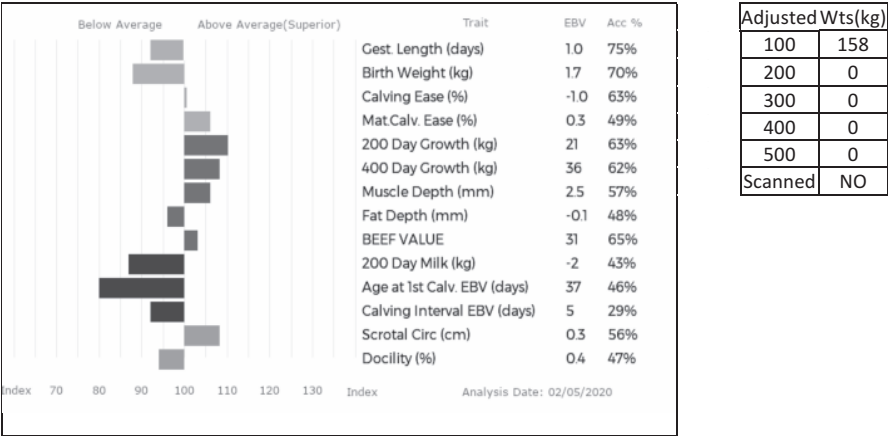 Below Average Above Average(Superior) Trait EBV Acc %
Gest. Length (days) 1.0 75%
Birth Weight (kg) 1.7 70%
Calving Ease (%) -1.0 63%
Mat.Calv. Ease (%) 0.3 49%
200 Day Growth (kg) 21 63%
400 Day Growth (kg) 36 62%
Muscle Depth (mm) 2.5 57%
Fat Depth (mm) -0.1 48%
BEEF VALUE 31 65%
200 Day Milk (kg) -2 43%
Age at 1st Calv. EBV (days) 37 46%
Calving Interval EBV (days) 5 29%
Scrotal Circ (cm) 0.3 56%
Docility (%) 0.4 47%
Index 70 80 90 100 110 120 130 Index Analysis Date: 02/05/2020
Adjusted Wts(kg)
100 158
200 0
300 0
400 0
500 0
Scanned NO